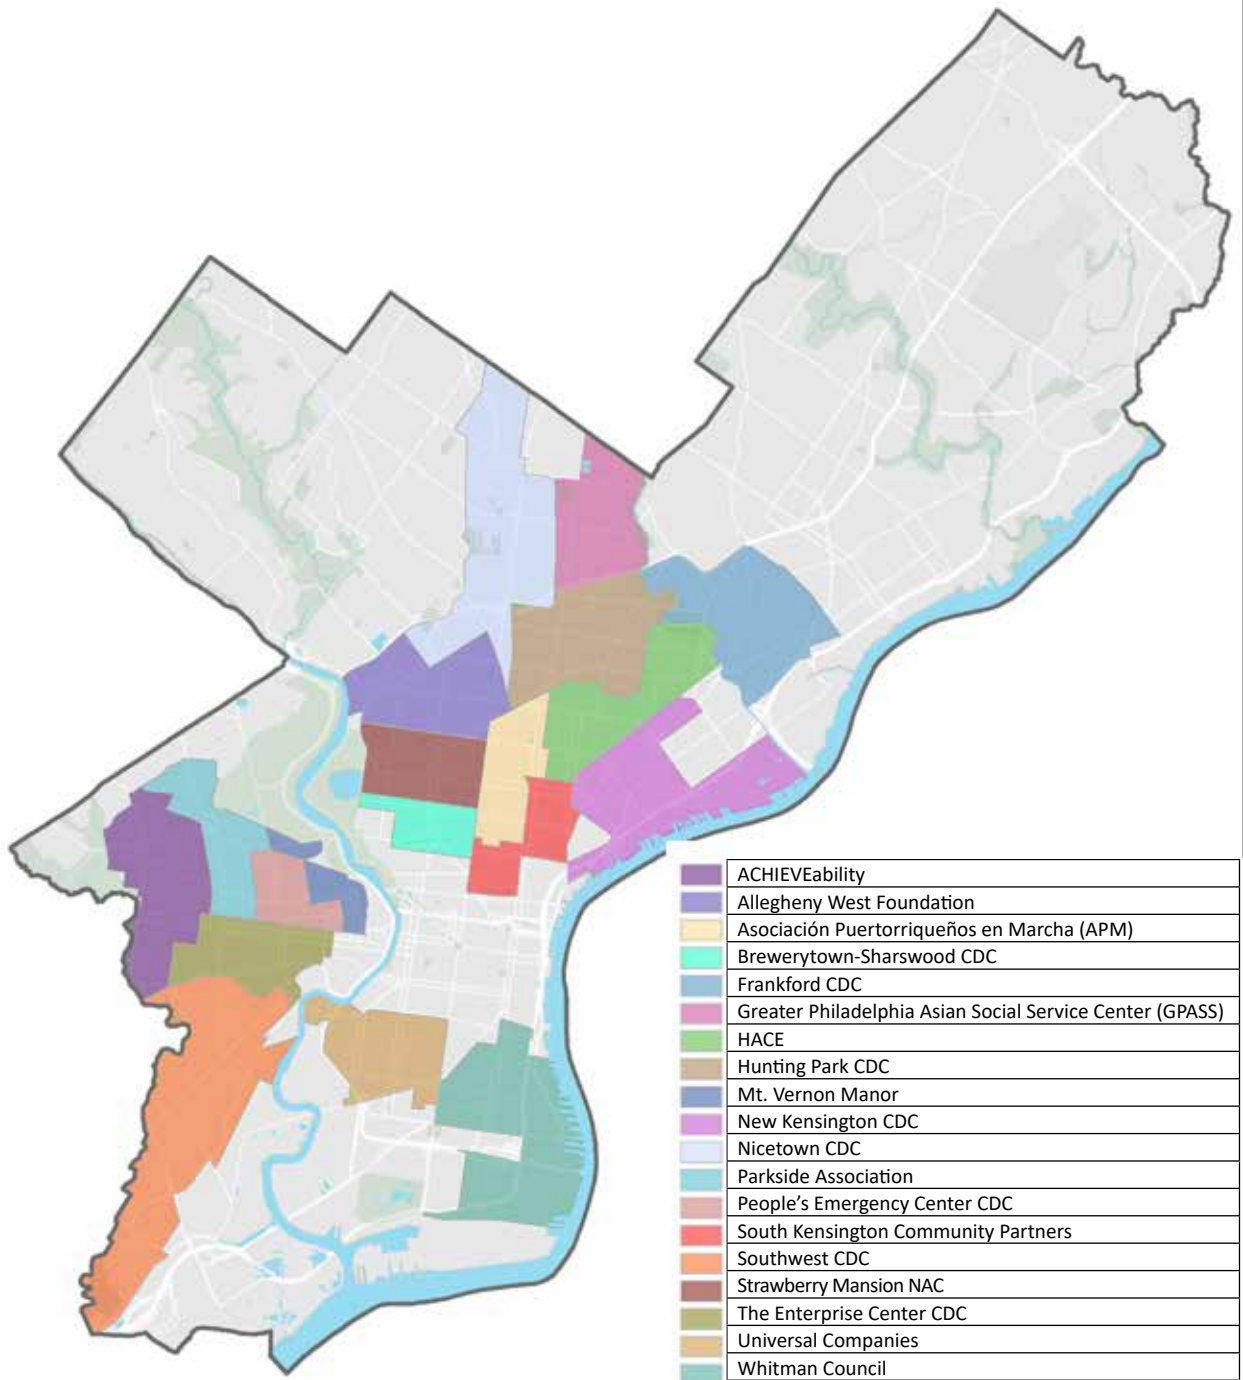 ACHIEVEability
Allegheny West Foundation
Asociación Puertorriqueños en Marcha (APM)
Brewerytown-Sharswood CDC
Frankford CDC
Greater Philadelphia Asian Social Service Center (GPASS)
HACE
Hunting Park CDC
Mt. Vernon Manor
New Kensington CDC
Nicetown CDC
Parkside Association
People’s Emergency Center CDC
South Kensington Community Partners
Southwest CDC
Strawberry Mansion NAC
The Enterprise Center CDC
Universal Companies
Whitman Council